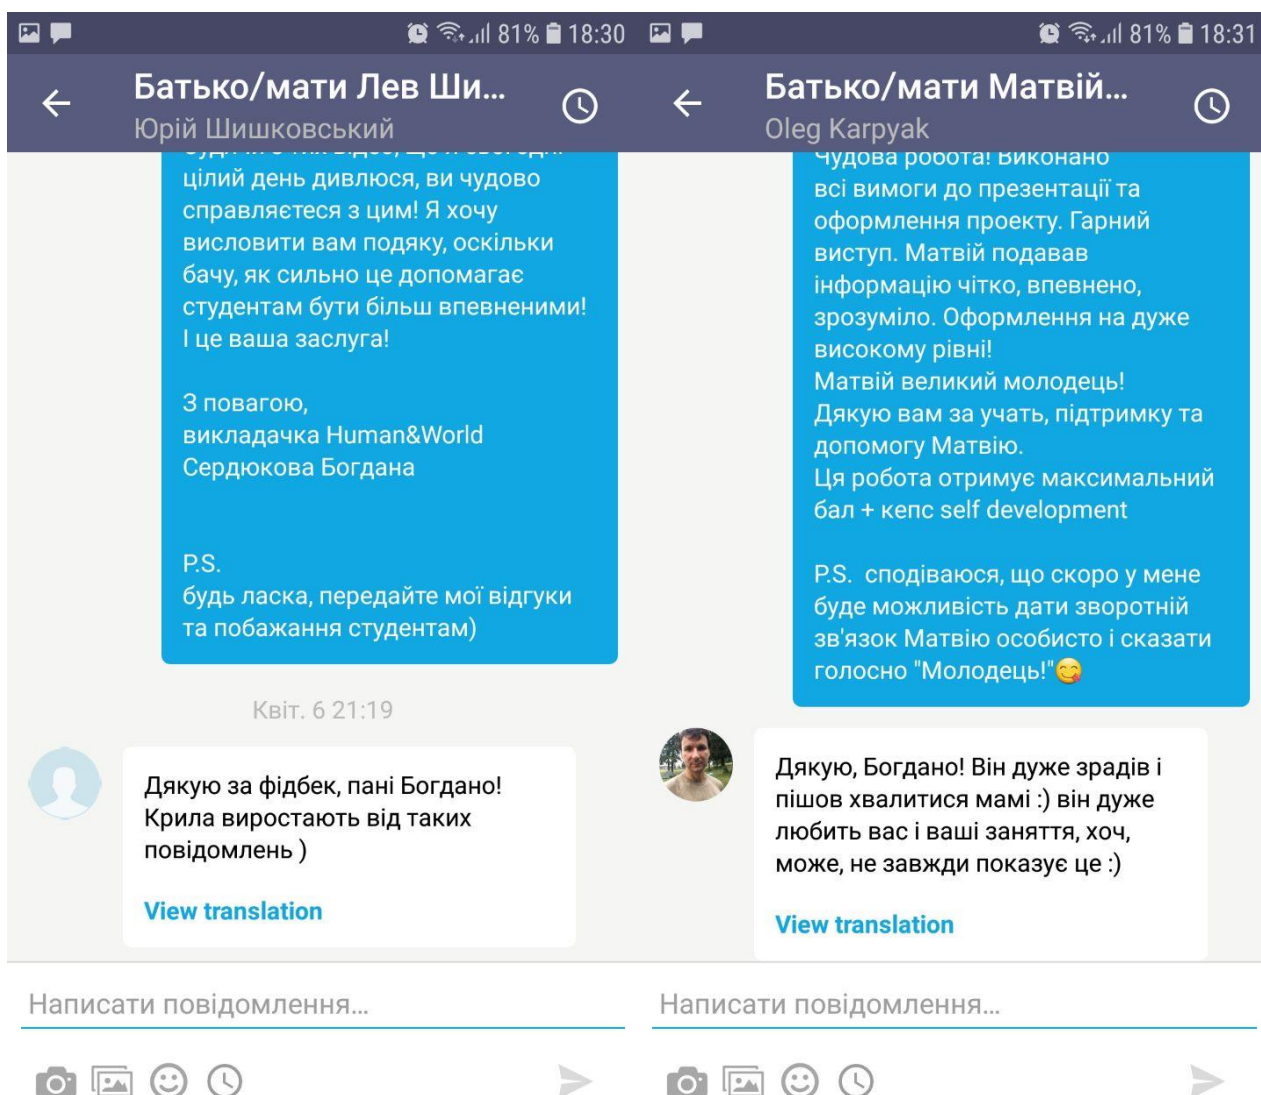 81% 18:30
Батько/мати Лев Ши...
Юрій Шишковський
цілий день дивлюся, ви чудово
справляєтеся з цим! Я хочу
висловити вам подяку, оскільки
бачу, як сильно це допомагає
студентам бути більш впевненими!
І це ваша заслуга!
З повагою,
викладачка Human&World
Сердюкова Богдана
P.S.
будь ласка, передайте мої відгуки
та побажання студентам)
Квіт. 6 21:19
Дякую за фідбек, пані Богдано!
Крила виростають від таких
повідомлень )
View translation
Написати повідомлення...
81% 18:31
Батько/мати Матвій...
Oleg Karpyak
Чудова робота! Виконано
всі вимоги до презентації та
оформлення проекту. Гарний
виступ. Матвій подавав
інформацію чітко, впевнено,
зрозуміло. Оформлення на дуже
високому рівні!
Матвій великий молодець!
Дякую вам за учать, підтримку та
допомогу Матвію.
Ця робота отримує максимальний
бал + кепс self development
P.S. сподіваюся, що скоро у мене
буде можливість дати зворотній
зв'язок Матвію особисто і сказати
голосно "Молодець!"😋
Дякую, Богдано! Він дуже зрадів і
пішов хвалитися мамі :) він дуже
любить вас і ваші заняття, хоч,
може, не завжди показує це :)
View translation
Написати повідомлення...